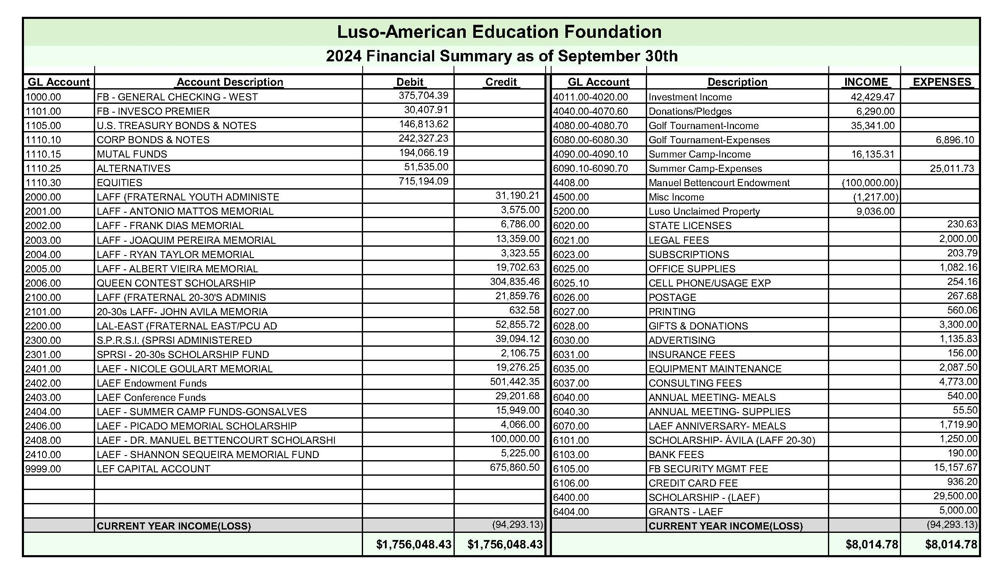 Luso-American Education Foundation
2024 Financial Summary as of September 30th
GL Account Account Description Debit Credit GL Account Description INCOME EXPENSES
1000.00 FB - GENERAL CHECKING - WEST 375,704.39 4011.00-4020.00 Investment Income 42,429.47
1101.00 FB - INVESCO PREMIER 30,407.91 4040.00-4070.60 Donations/Pledges 6,290.00
1105.00 U.S. TREASURY BONDS & NOTES 146,813.62 4080.00-4080.70 Golf Tournament-Income 35,341.00
1110.10 CORP BONDS & NOTES 242,327.23 6080.00-6080.30 Golf Tournament-Expenses 6,896.10
1110.15 MUTAL FUNDS 194,066.19 4090.00-4090.10 Summer Camp-Income 16,135.31
1110.25 ALTERNATIVES 51,535.00 6090.10-6090.70 Summer Camp-Expenses 25,011.73
1110.30 EQUITIES 715,194.09 4408.00 Manuel Bettencourt Endowment (100,000.00)
2000.00 LAFF (FRATERNAL YOUTH ADMINISTE 31,190.21 4500.00 Misc Income (1,217.00)
2001.00 LAFF - ANTONIO MATTOS MEMORIAL 3,575.00 5200.00 Luso Unclaimed Property 9,036.00
2002.00 LAFF - FRANK DIAS MEMORIAL 6,786.00 6020.00 STATE LICENSES 230.63
2003.00 LAFF - JOAQUIM PEREIRA MEMORIAL 13,359.00 6021.00 LEGAL FEES 2,000.00
2004.00 LAFF - RYAN TAYLOR MEMORIAL 3,323.55 6023.00 SUBSCRIPTIONS 203.79
2005.00 LAFF - ALBERT VIEIRA MEMORIAL 19,702.63 6025.00 OFFICE SUPPLIES 1,082.16
2006.00 QUEEN CONTEST SCHOLARSHIP 304,835.46 6025.10 CELL PHONE/USAGE EXP 254.16
2100.00 LAFF (FRATERNAL 20-30'S ADMINIS 21,859.76 6026.00 POSTAGE 267.68
2101.00 20-30s LAFF- JOHN AVILA MEMORIA 632.58 6027.00 PRINTING 560.06
2200.00 LAL-EAST (FRATERNAL EAST/PCU AD 52,855.72 6028.00 GIFTS & DONATIONS 3,300.00
2300.00 S.P.R.S.I. (SPRSI ADMINISTERED 39,094.12 6030.00 ADVERTISING 1,135.83
2301.00 SPRSI - 20-30s SCHOLARSHIP FUND 2,106.75 6031.00 INSURANCE FEES 156.00
2401.00 LAEF - NICOLE GOULART MEMORIAL 19,276.25 6035.00 EQUIPMENT MAINTENANCE 2,087.50
2402.00 LAEF Endowment Funds 501,442.35 6037.00 CONSULTING FEES 4,773.00
2403.00 LAEF Conference Funds 29,201.68 6040.00 ANNUAL MEETING- MEALS 540.00
2404.00 LAEF - SUMMER CAMP FUNDS-GONSALVES 15,949.00 6040.30 ANNUAL MEETING- SUPPLIES 55.50
2406.00 LAEF - PICADO MEMORIAL SCHOLARSHIP 4,066.00 6070.00 LAEF ANNIVERSARY- MEALS 1,719.90
2408.00 LAEF - DR. MANUEL BETTENCOURT SCHOLARSHI 100,000.00 6101.00 SCHOLARSHIP- ÁVILA (LAFF 20-30) 1,250.00
2410.00 LAEF - SHANNON SEQUEIRA MEMORIAL FUND 5,225.00 6103.00 BANK FEES 190.00
9999.00 LEF CAPITAL ACCOUNT 675,860.50 6105.00 FB SECURITY MGMT FEE 15,157.67
6106.00 CREDIT CARD FEE 936.20
6400.00 SCHOLARSHIP - (LAEF) 29,500.00
6404.00 GRANTS - LAEF 5,000.00
CURRENT YEAR INCOME(LOSS) (94,293.13) CURRENT YEAR INCOME(LOSS) (94,293.13)
$1,756,048.43 $1,756,048.43 $8,014.78 $8,014.78